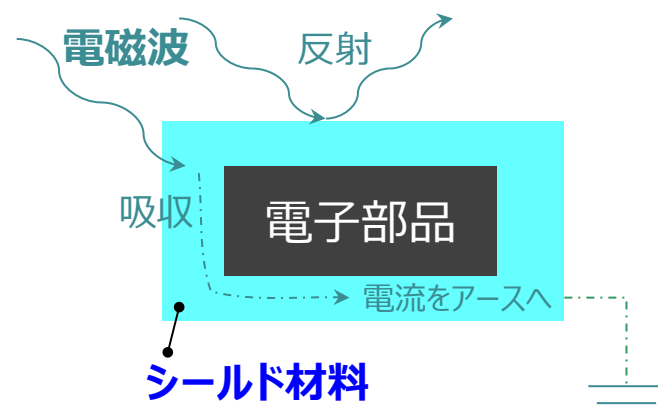 電磁波
反射
吸収
電子部品
電流をアースへ
シールド材料